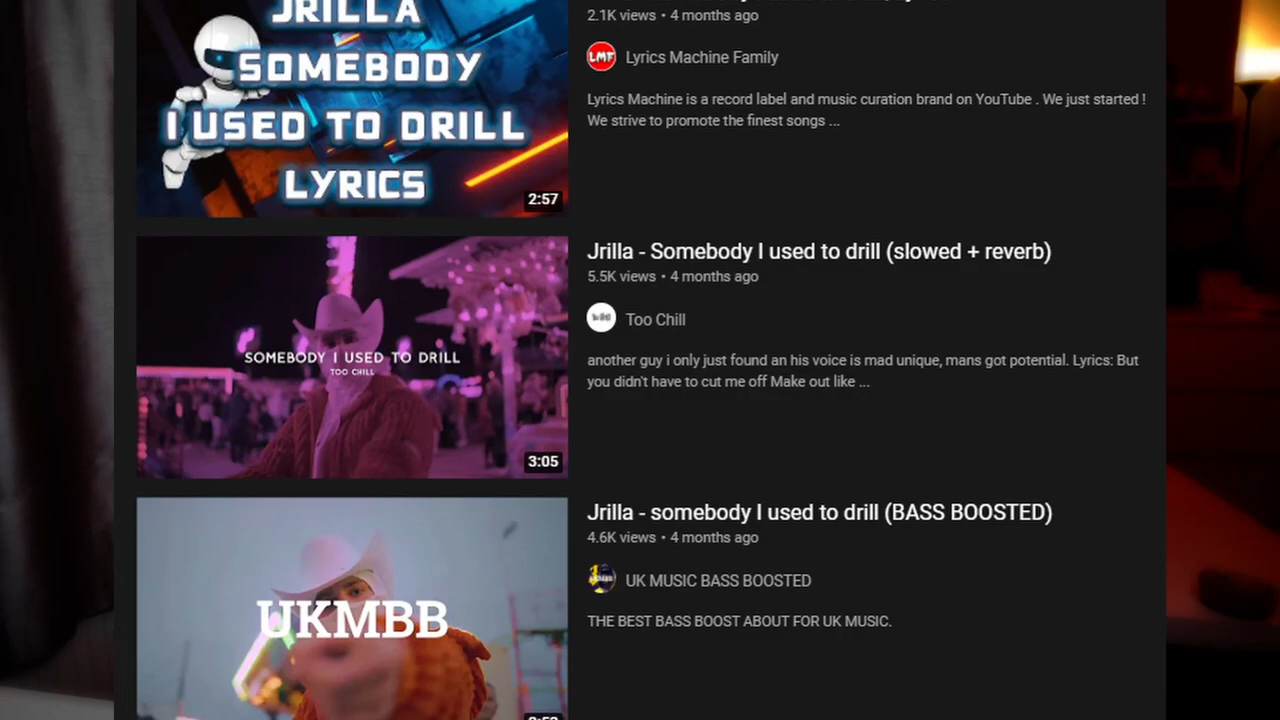 JRILLA
SOMEBODY
I USED TO DRILL
LYRICS
2:57
2.1K views • 4 months ago
LMF
Lyrics Machine Family
Lyrics Machine is a record label and music curation brand on YouTube . We just started !
We strive to promote the finest songs ...
SOMEBODY I USED TO DRILL
TOO CHILL
3:05
Jrilla - Somebody I used to drill (slowed + reverb)
5.5K views • 4 months ago
Too Chill
another guy i only just found an his voice is mad unique, mans got potential. Lyrics: But
you didn't have to cut me off Make out like ...
UKMBB
Jrilla - somebody I used to drill (BASS BOOSTED)
4.6K views • 4 months ago
UK MUSIC BASS BOOSTED
THE BEST BASS BOOST ABOUT FOR UK MUSIC.